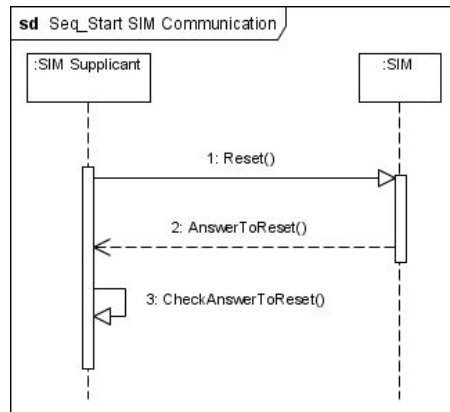 sd Seq_Start SIM Communication
:SIM Supplicant
:SIM
1: Reset()
2: AnswerToReset()
3: CheckAnswerToReset()